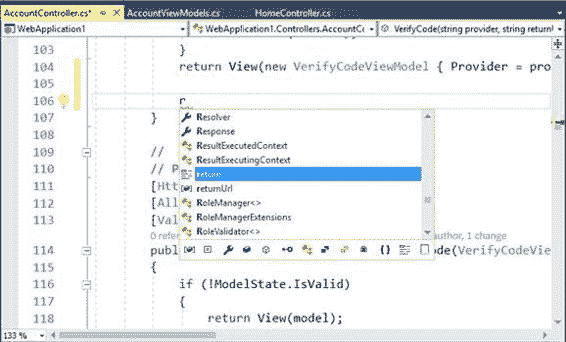 AccountController.cs* AccountViewModels.cs HomeController.cs
WebApplication1 WebApplication1.Controllers.AccountCo VerifyCode(string provider, string returnU
103 }
104 return View(new VerifyCodeViewModel { Provider = pro
105
106 r
Resolver
Response
ResultExecutedContext
ResultExecutingContext
return
returnUrl
RoleManager<>
RoleManagerExtensions
RoleValidator<>
107 }
108
109 //
110 // P
111 [Htt
112 [All
113 [Val
0 refer author, 1 change
114 publ ode(VerifyCodeVie
115 {
116 if (!ModelState.IsValid)
117 {
118 return View(model);
133 %